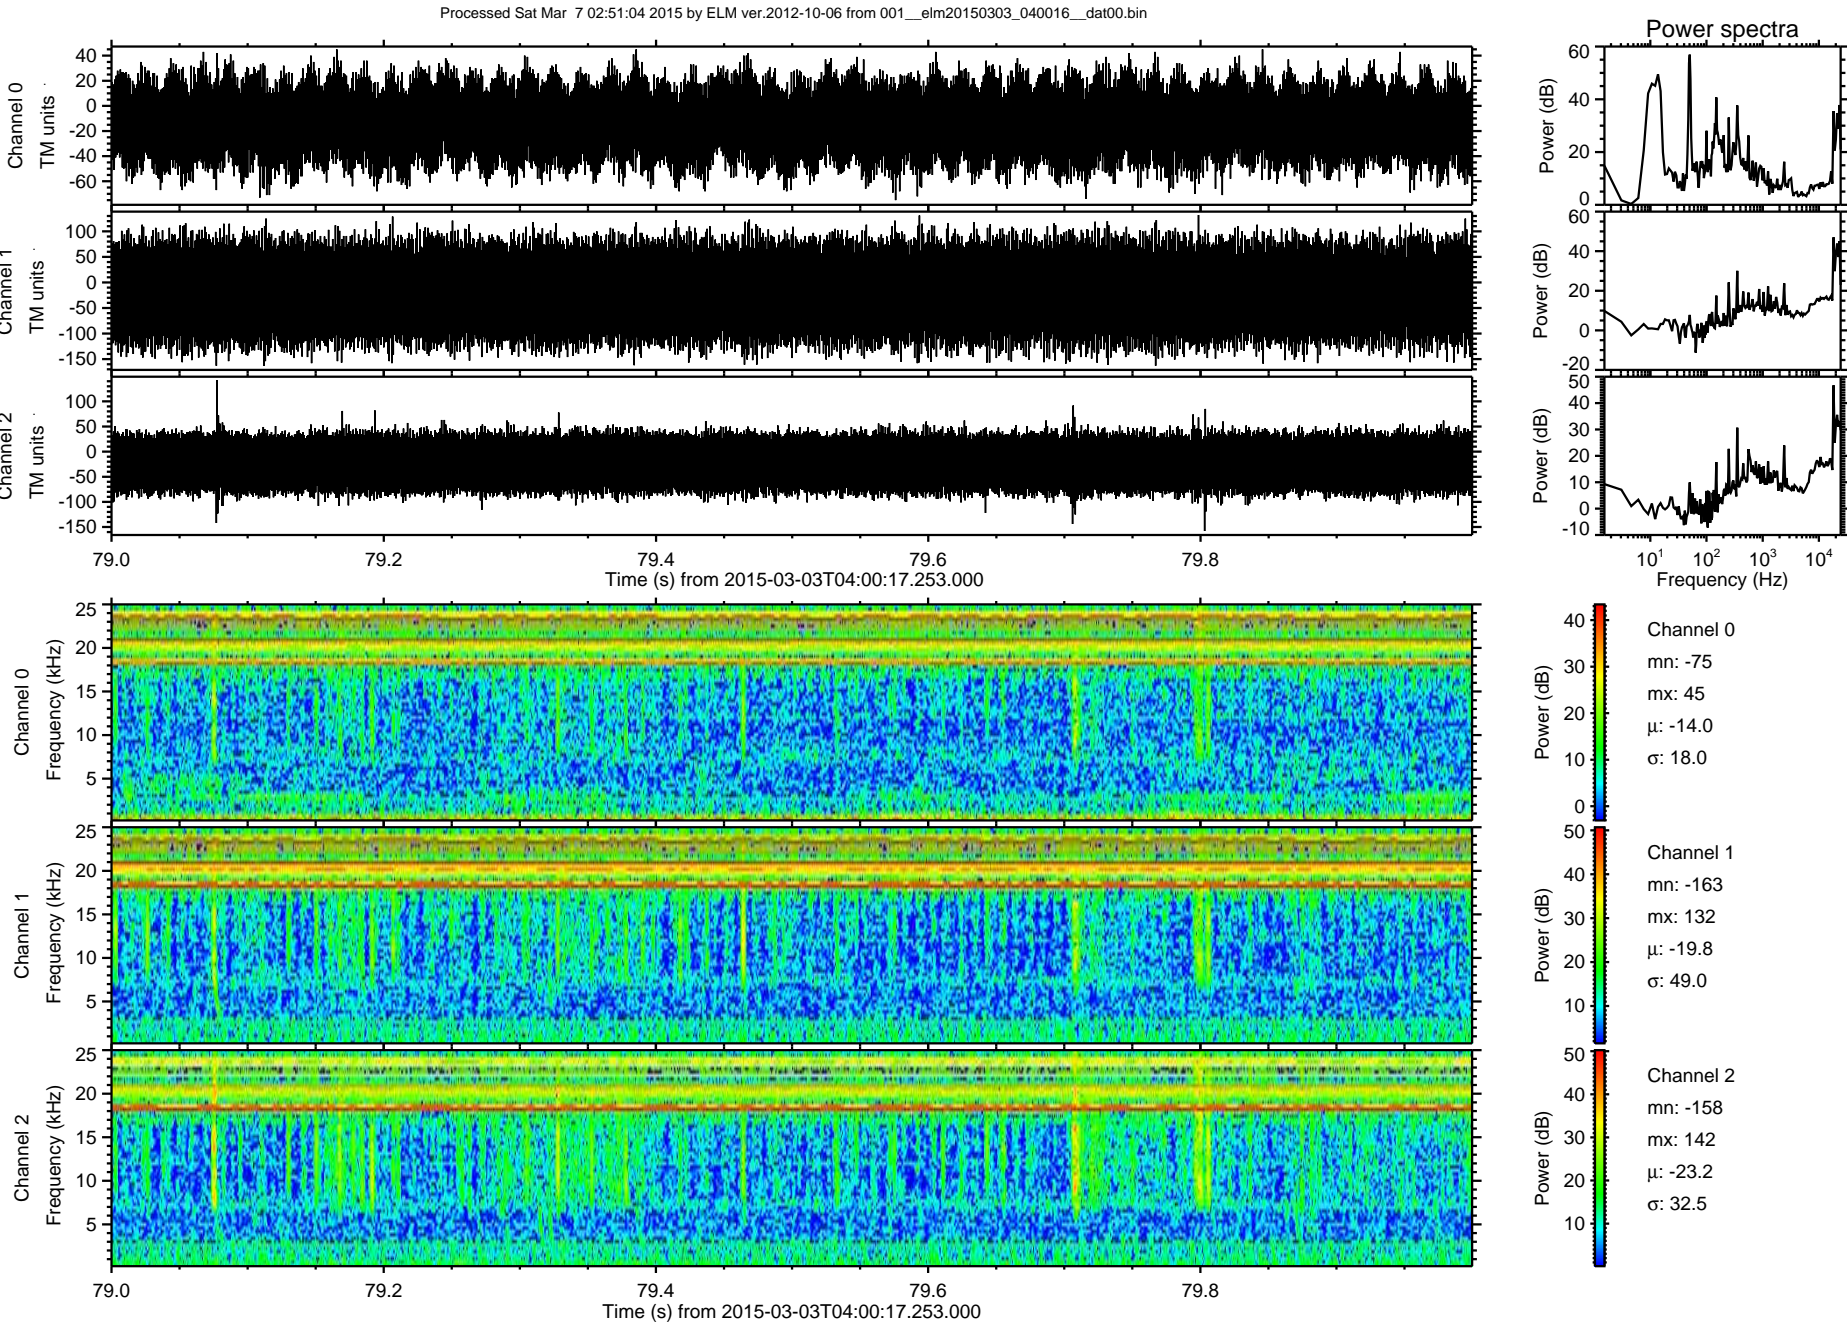 Processed Sat Mar 7 02:51:04 2015 by ELM ver.2012-10-06 from 001__elm20150303_040016__dat00.bin
Power spectra
Channel 0
TM units
40
20
0
-20
-40
-60
Power (dB)
60
40
20
0
Channel 1
TM units
100
50
0
-50
-100
-150
Power (dB)
60
40
20
0
-20
Channel 2
TM units
100
50
0
-50
-100
-150
Power (dB)
50
40
30
20
10
0
-10
79.0 79.2 79.4 79.6 79.8
Time (s) from 2015-03-03T04:00:17.253.000
10^1 10^2 10^3 10^4
Frequency (Hz)
Channel 0
Frequency (kHz)
25
20
15
10
5
Power (dB)
40
30
20
10
0
Channel 0
mn: -75
mx: 45
μ: -14.0
σ: 18.0
Channel 1
Frequency (kHz)
25
20
15
10
5
Power (dB)
50
40
30
20
10
Channel 1
mn: -163
mx: 132
μ: -19.8
σ: 49.0
Channel 2
Frequency (kHz)
25
20
15
10
5
Power (dB)
50
40
30
20
10
Channel 2
mn: -158
mx: 142
μ: -23.2
σ: 32.5
79.0 79.2 79.4 79.6 79.8
Time (s) from 2015-03-03T04:00:17.253.000